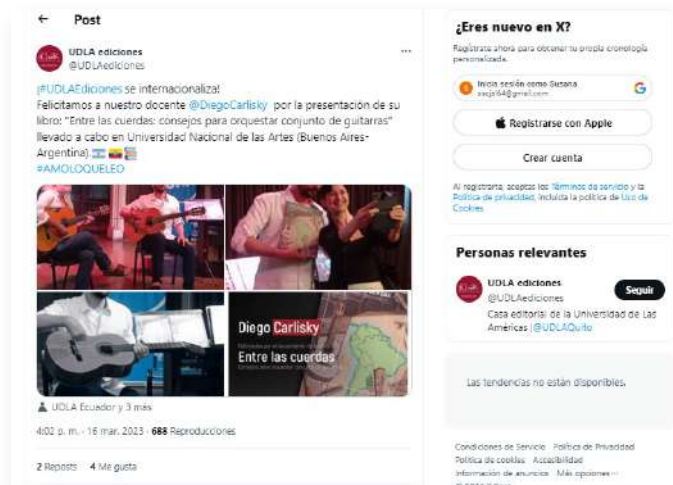 Post
UDLA ediciones
@UDLAediciones
¡#UDLAEdiciones se internacionaliza!
Felicitamos a nuestro docente @DiegoCarlisky por la presentación de su
libro: "Entre las cuerdas: consejos para orquestar conjunto de guitarras"
llevado a cabo en Universidad Nacional de las Artes (Buenos Aires-
Argentina)
#AMOLOQUELEO
Diego Carlisky
Entre las cuerdas
UDLA Ecuador y 3 más
4:02 p. m. · 16 mar. 2023 · 688 Reproducciones
2 Reposts 4 Me gusta
¿Eres nuevo en X?
Regístrate ahora para obtener tu propia cronología
personalizada.
Inicia sesión como Susana
Registrarse con Apple
Crear cuenta
Al registrarte, aceptas los Términos de servicio y la
Política de privacidad, incluida la política de Uso de
Cookies.
Personas relevantes
UDLA ediciones
@UDLAediciones
Seguir
Casa editorial de la Universidad de Las
Américas |@UDLAQuito
Las tendencias no están disponibles.
Condiciones de Servicio Política de Privacidad
Política de cookies Accesibilidad
Información de anuncios Más opciones ···